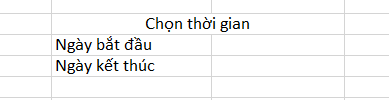 Chọn thời gian
Ngày bắt đầu
Ngày kết thúc